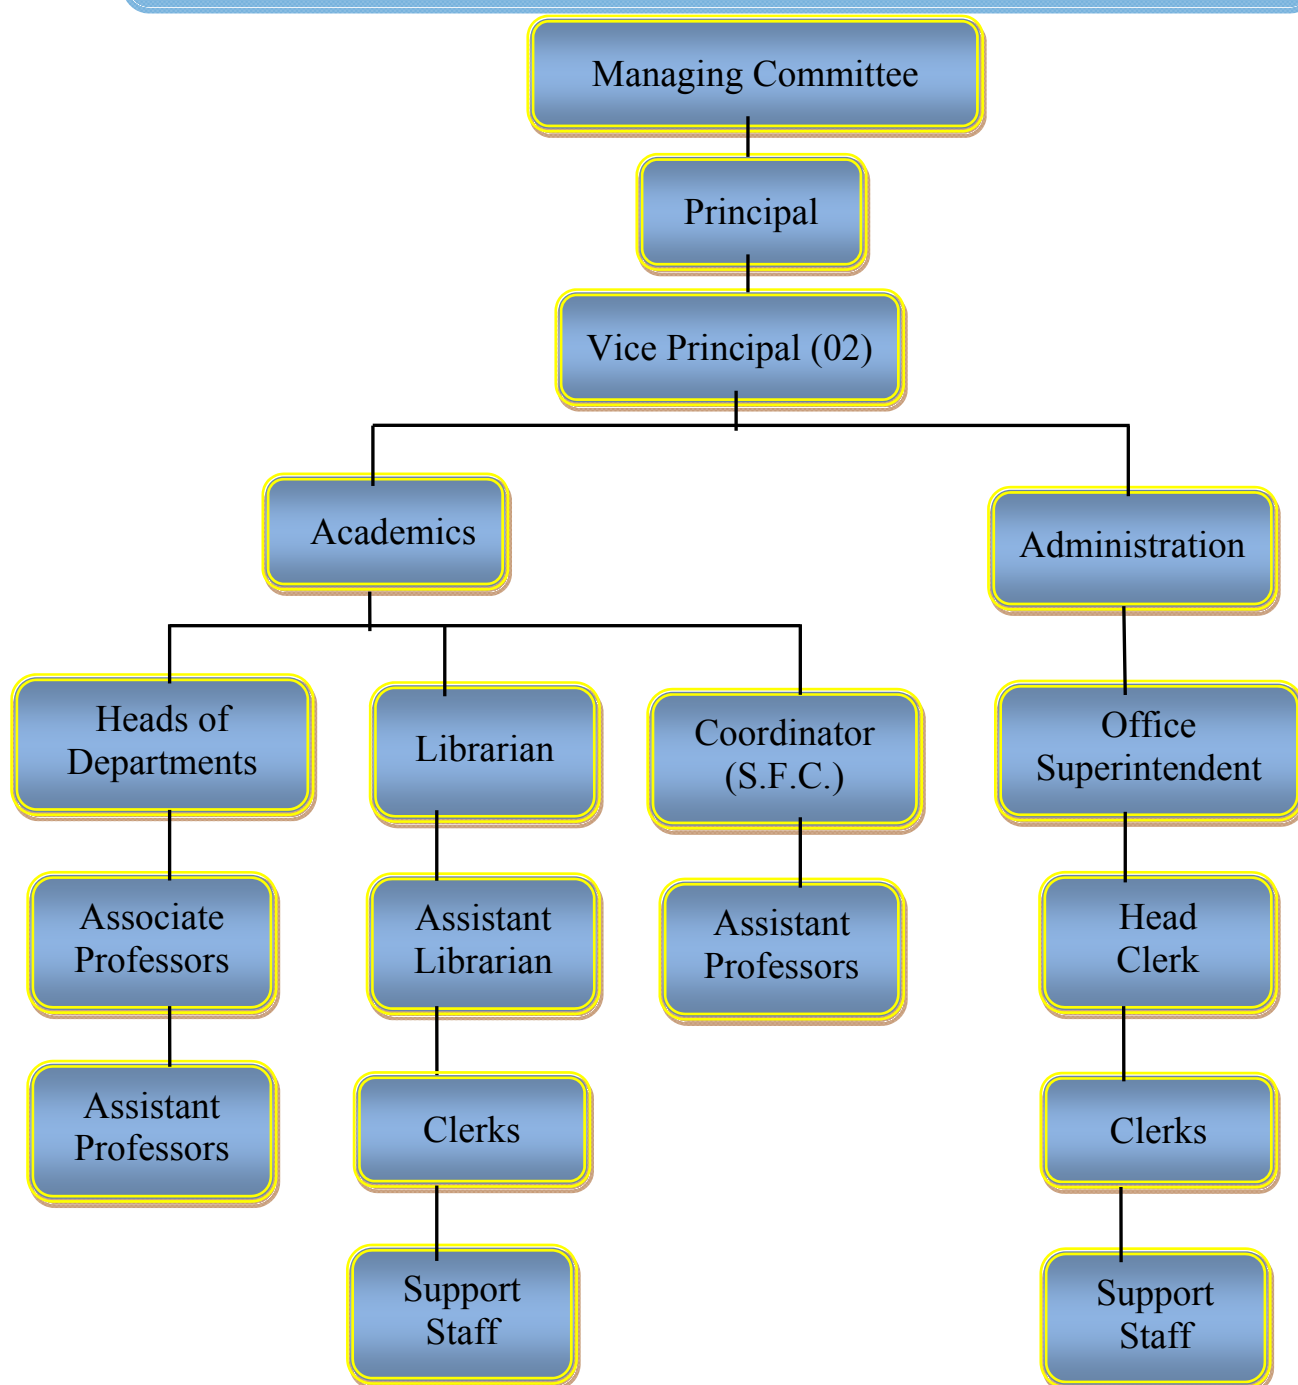 Managing Committee
Principal
Vice Principal (02)
Academics
Administration
Heads of
Departments
Librarian
Coordinator
(S.F.C.)
Office
Superintendent
Associate
Professors
Assistant
Librarian
Assistant
Professors
Head
Clerk
Assistant
Professors
Clerks
Clerks
Support
Staff
Support
Staff